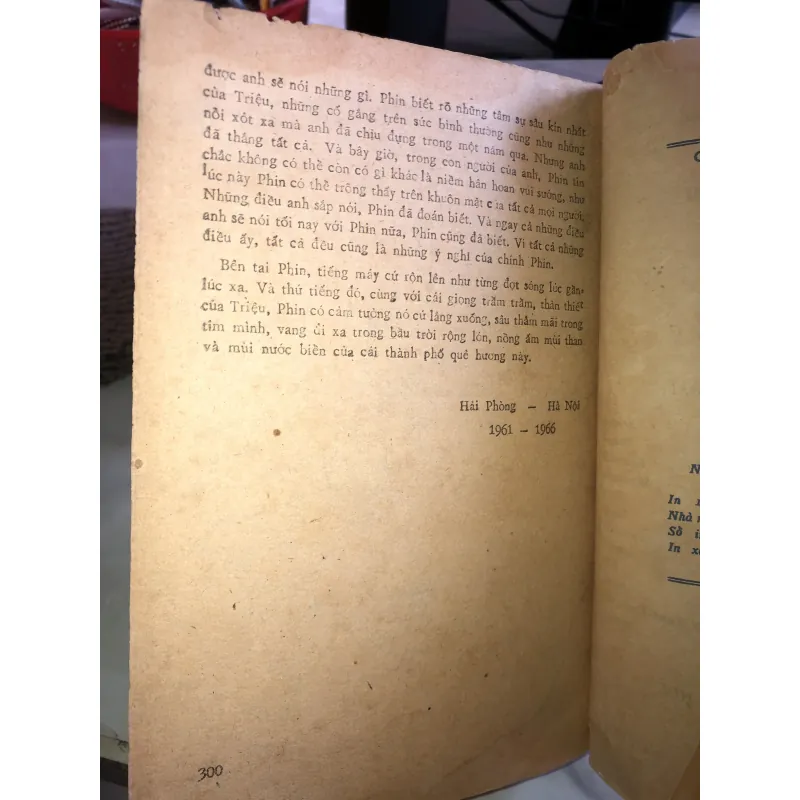 được anh sẽ nói những gì. Phin biết rõ những tâm sự sâu kín nhất
của Triệu, những cố gắng trên sức bình thường cũng như những
nỗi xót xa mà anh đã chịu đựng trong một năm qua. Nhưng anh
đã thắng tất cả. Và bây giờ, trong con người của anh, Phin tin
chắc không có thể còn có gì khác là niềm hân hoan vui sướng, như
lúc này Phin có thể trông thấy trên khuôn mặt của tất cả mọi người.
Những điều anh sắp nói, Phin đã đoán biết. Và ngay cả những điều
anh sẽ nói tối nay với Phin nữa, Phin cũng đã biết. Vì tất cả những
điều ấy, tất cả đều cũng là những ý nghĩ của chính Phin.
Bên tai Phin, tiếng máy cứ rộn lên như từng đợt sóng lúc gần
lúc xa. Và thứ tiếng đó, cùng với cái giọng trầm trầm, thân thiết
của Triệu, Phin có cảm tưởng nó cứ lắng xuống, sâu thẳm mãi trong
tim mình, vang đi xa trong bầu trời rộng lớn, nồng ấm mùi than
và mùi nước biển của cái thành phố quê hương này.
Hải Phòng — Hà Nội
1961 — 1966
300
N
In x
Nhà
Số i
In x